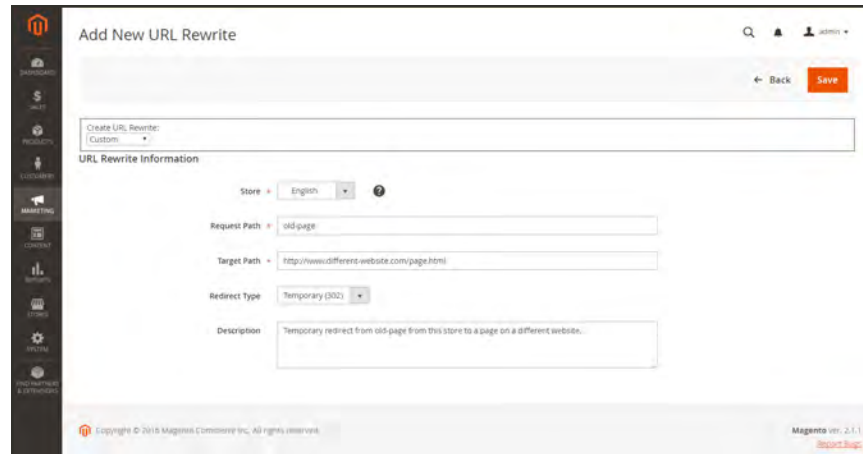 Add New URL Rewrite
admin
Back
Save
DASHBOARD
SALES
PRODUCTS
CUSTOMERS
MARKETING
CONTENT
REPORTS
STORES
SYSTEM
FIND PARTNERS
& EXTENSIONS
Create URL Rewrite:
Custom
URL Rewrite Information
Store * English
Request Path * old-page
Target Path * http://www.different-website.com/page.html
Redirect Type Temporary (302)
Description Temporary redirect from old-page from this store to a page on a different website.
Copyright © 2016 Magento Commerce Inc. All rights reserved.
Magento ver. 2.1.1
Report Bugs